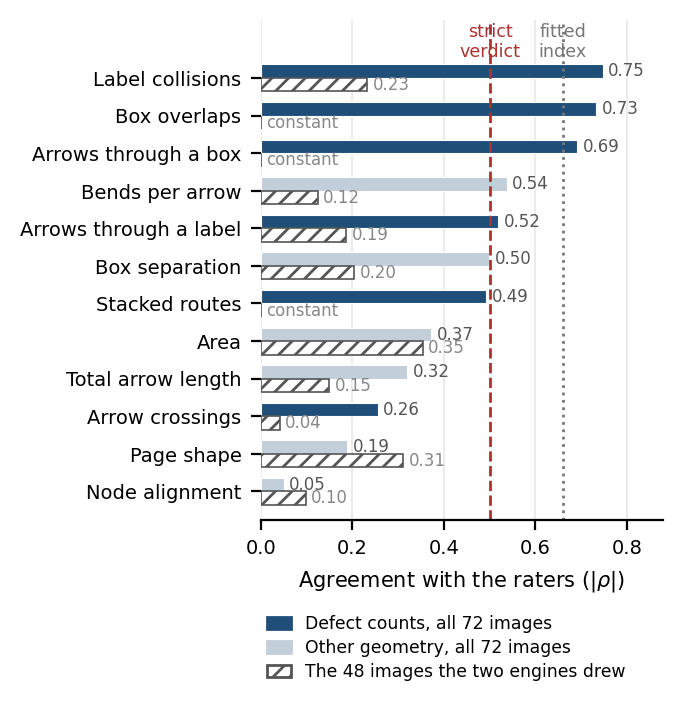 strict fitted
verdict index
Label collisions 0.75
0.23
Box overlaps 0.73
constant
Arrows through a box 0.69
constant
Bends per arrow 0.54
0.12
Arrows through a label 0.52
0.19
Box separation 0.50
0.20
Stacked routes 0.49
constant
Area 0.37
0.35
Total arrow length 0.32
0.15
Arrow crossings 0.26
0.04
Page shape 0.19
0.31
Node alignment 0.05
0.10
0.0 0.2 0.4 0.6 0.8
Agreement with the raters (|ρ|)
Defect counts, all 72 images
Other geometry, all 72 images
The 48 images the two engines drew